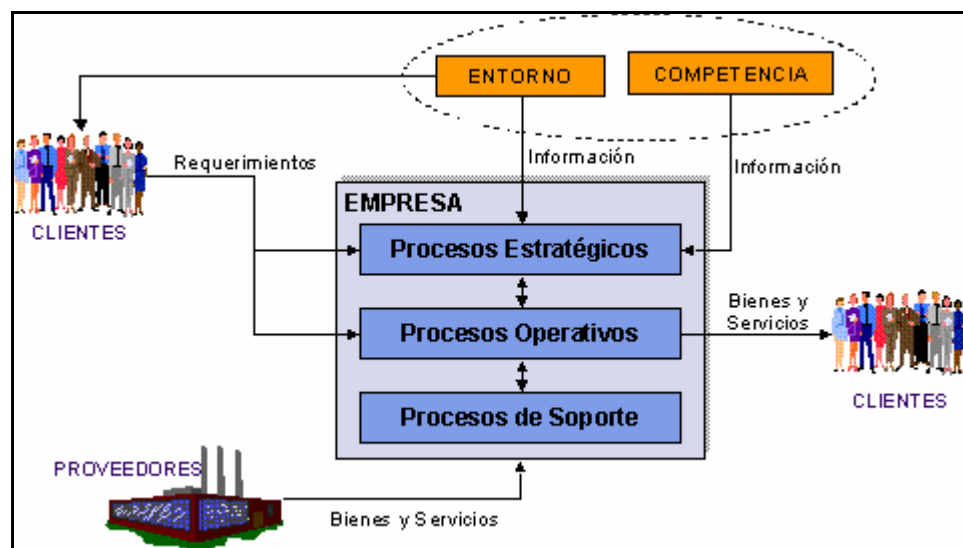 ENTORNO
COMPETENCIA
Requerimientos
Información
Información
CLIENTES
EMPRESA
Procesos Estratégicos
Procesos Operativos
Procesos de Soporte
Bienes y
Servicios
CLIENTES
PROVEEDORES
Bienes y Servicios